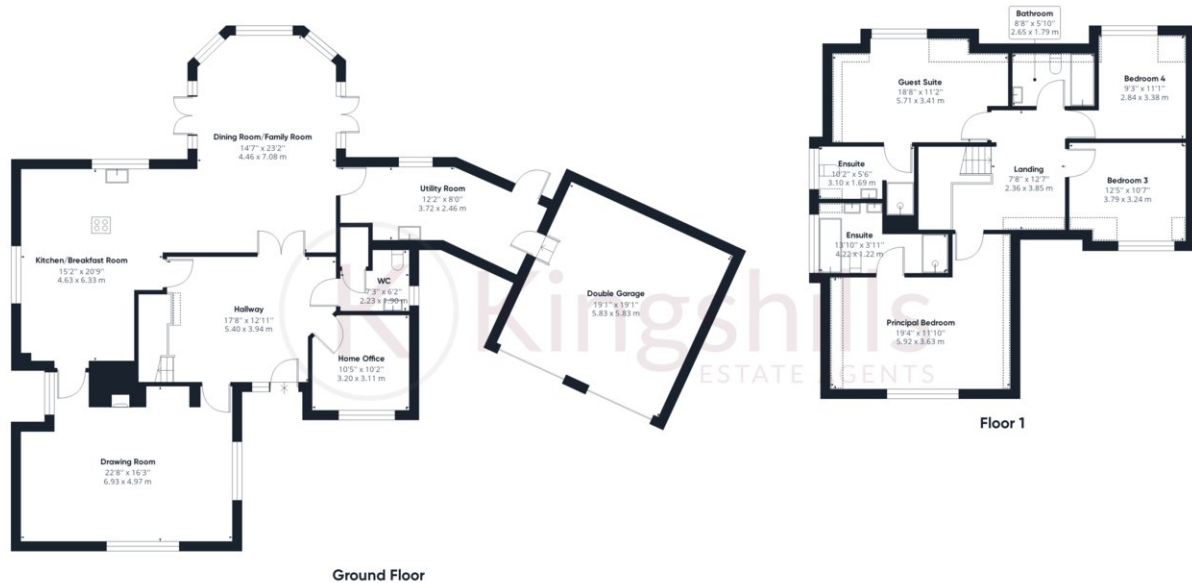 Dining Room/Family Room
14'7" x 23'2"
4.46 x 7.08 m
Utility Room
12'2" x 8'0"
3.72 x 2.46 m
Kitchen/Breakfast Room
15'2" x 20'9"
4.63 x 6.33 m
WC
7'3" x 6'2"
2.23 x 1.90 m
Hallway
17'8" x 12'11"
5.40 x 3.94 m
Home Office
10'5" x 10'2"
3.20 x 3.11 m
Double Garage
19'1" x 19'1"
5.83 x 5.83 m
Drawing Room
22'8" x 16'3"
6.93 x 4.97 m
Ground Floor
Bathroom
8'8" x 5'10"
2.65 x 1.79 m
Guest Suite
18'8" x 11'2"
5.71 x 3.41 m
Bedroom 4
9'3" x 11'1"
2.84 x 3.38 m
Ensuite
10'2" x 5'6"
3.10 x 1.69 m
Landing
7'8" x 12'7"
2.36 x 3.85 m
Bedroom 3
12'5" x 10'7"
3.79 x 3.24 m
Ensuite
13'10" x 3'11"
4.22 x 1.22 m
Principal Bedroom
19'4" x 11'10"
5.92 x 3.63 m
Floor 1
K Kingshills
ESTATE AGENTS